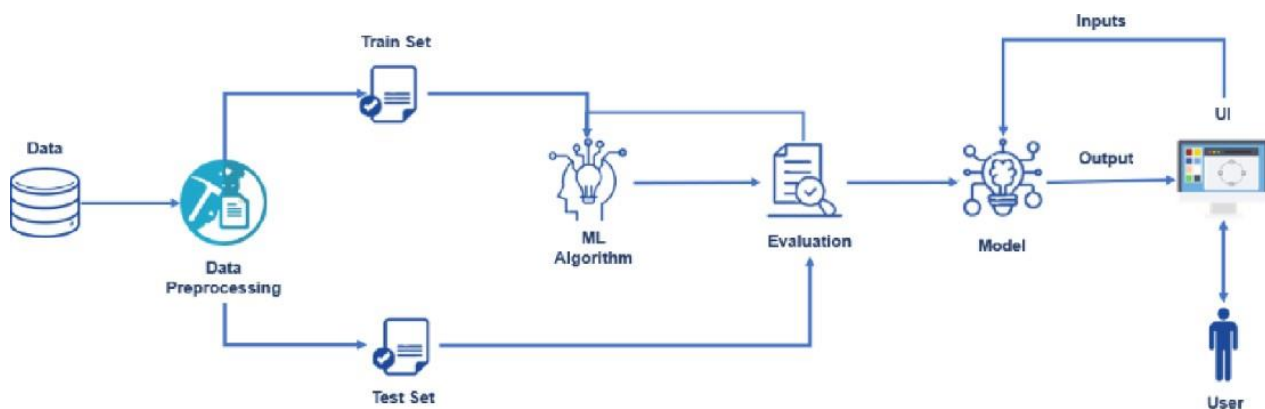 Inputs
Train Set
UI
Data
Output
ML
Algorithm
Evaluation
Model
Data
Preprocessing
Test Set
User